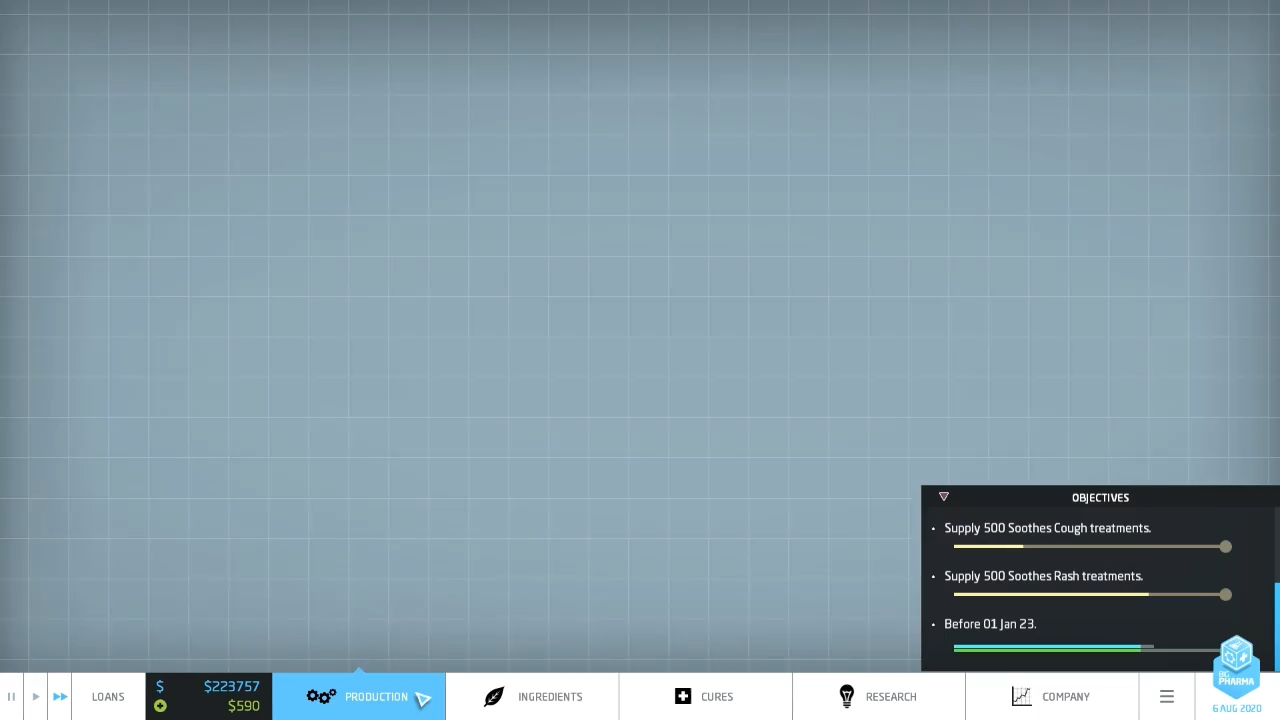 OBJECTIVES
Supply 500 Soothes Cough treatments.
Supply 500 Soothes Rash treatments.
Before 01 Jan 23.
LOANS
$ $223757
$590
PRODUCTION
INGREDIENTS
CURES
RESEARCH
COMPANY
BIG
PHARMA
6 AUG 2020